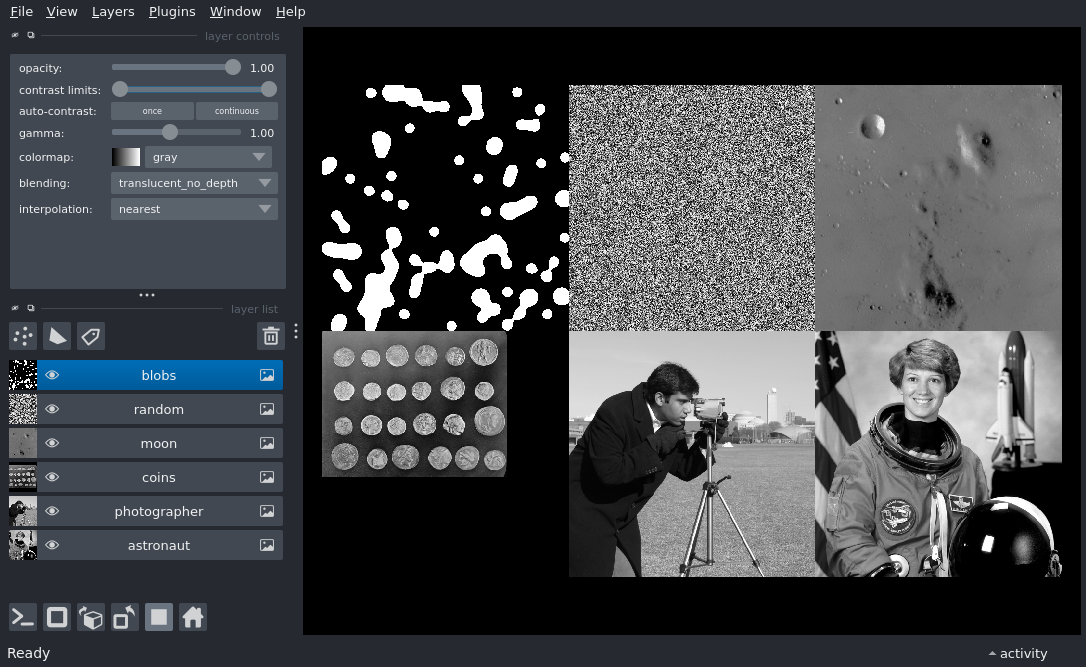 File View Layers Plugins Window Help
layer controls
opacity: 1.00
contrast limits:
auto-contrast: once continuous
gamma: 1.00
colormap: gray
blending: translucent_no_depth
interpolation: nearest
layer list
blobs
random
moon
coins
photographer
astronaut
Ready
activity